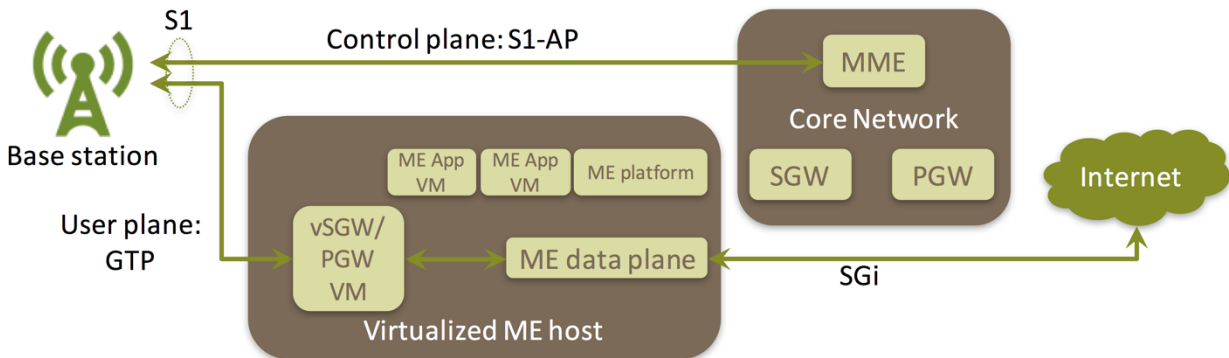 S1
Control plane: S1-AP
MME
Core Network
Base station
ME App
VM
ME App
VM
ME platform
SGW
PGW
Internet
User plane:
GTP
vSGW/
PGW
VM
ME data plane
SGi
Virtualized ME host